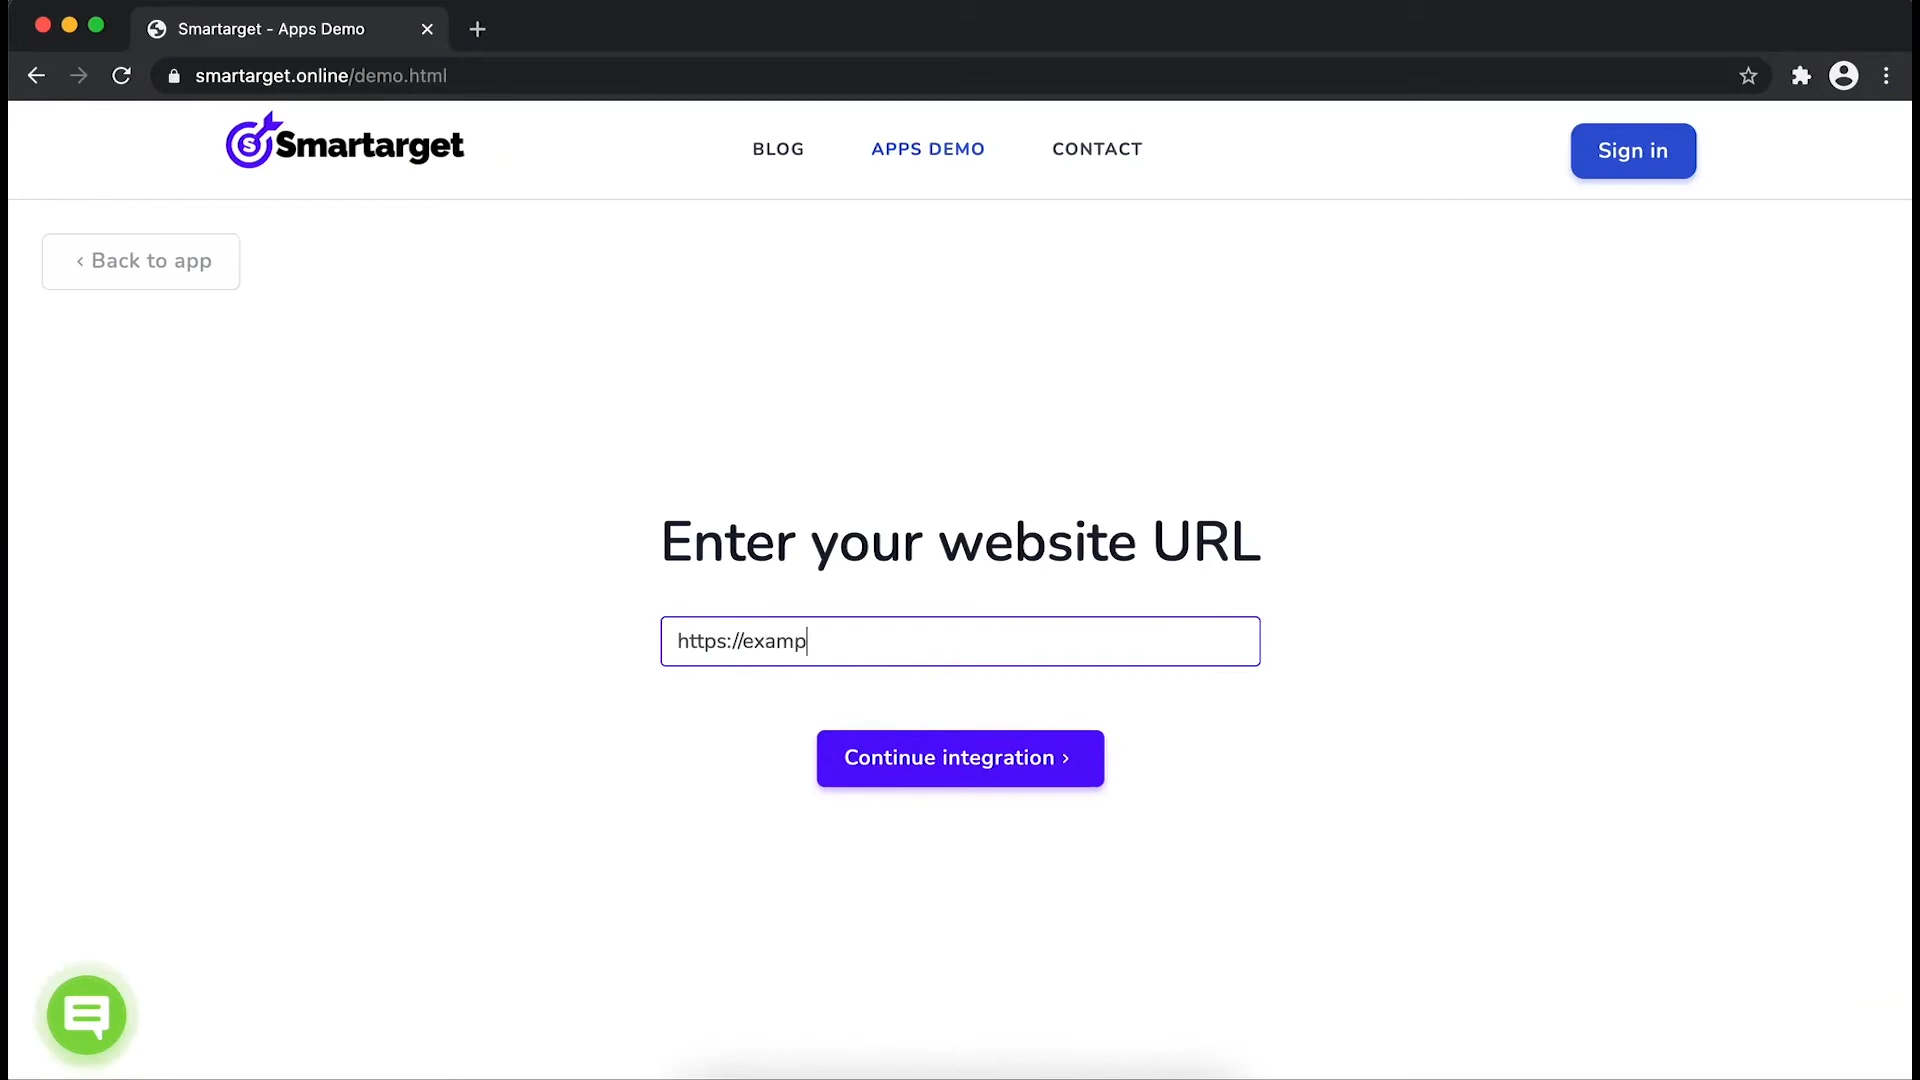 Smartarget - Apps Demo
smartarget.online/demo.html
Smartarget
BLOG
APPS DEMO
CONTACT
Sign in
‹ Back to app
Enter your website URL
https://examp
Continue integration ›